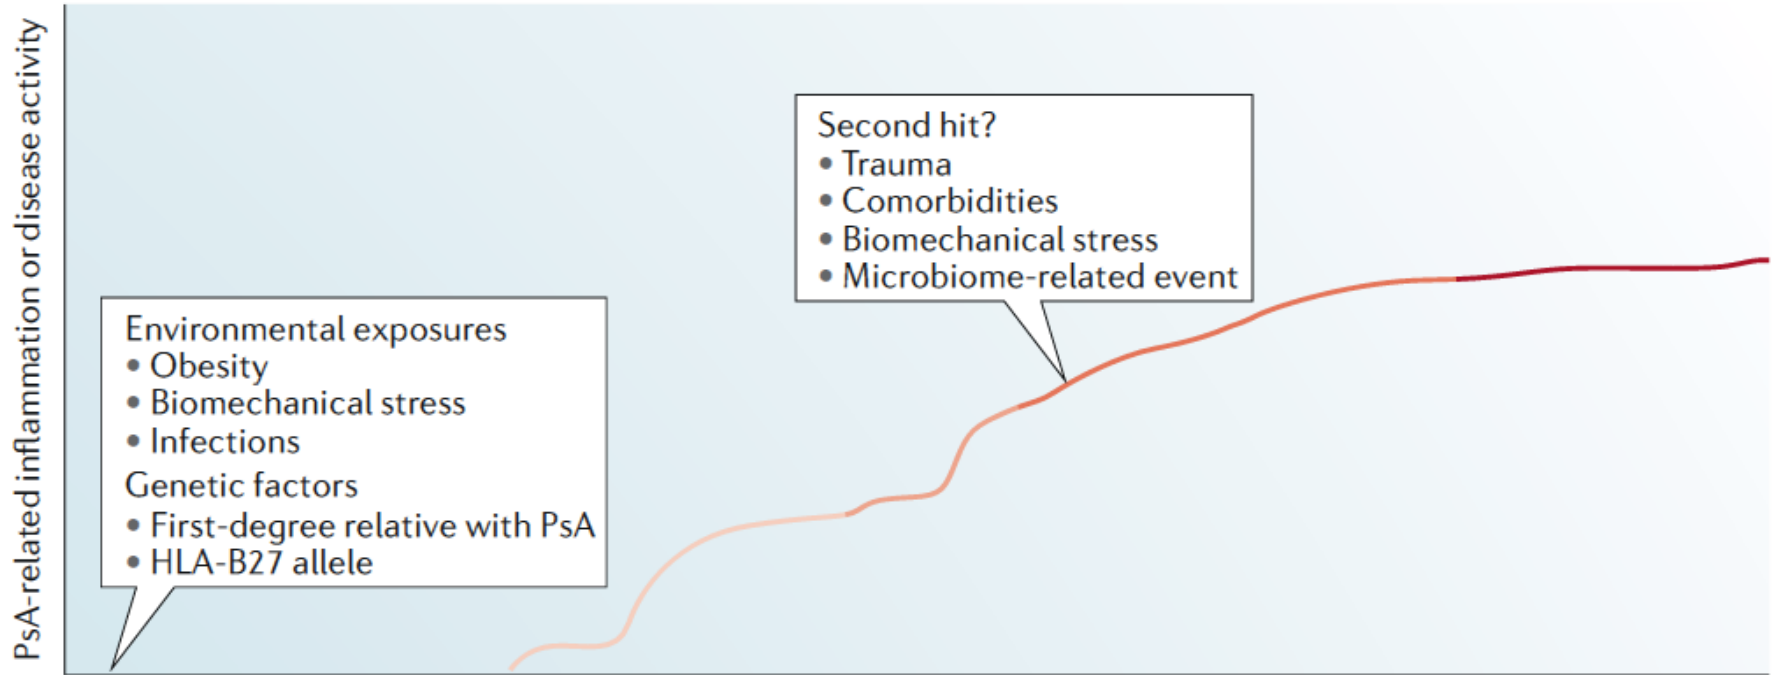 PsA-related inflammation or disease activity
Environmental exposures
• Obesity
• Biomechanical stress
• Infections
Genetic factors
• First-degree relative with PsA
• HLA-B27 allele
Second hit?
• Trauma
• Comorbidities
• Biomechanical stress
• Microbiome-related event